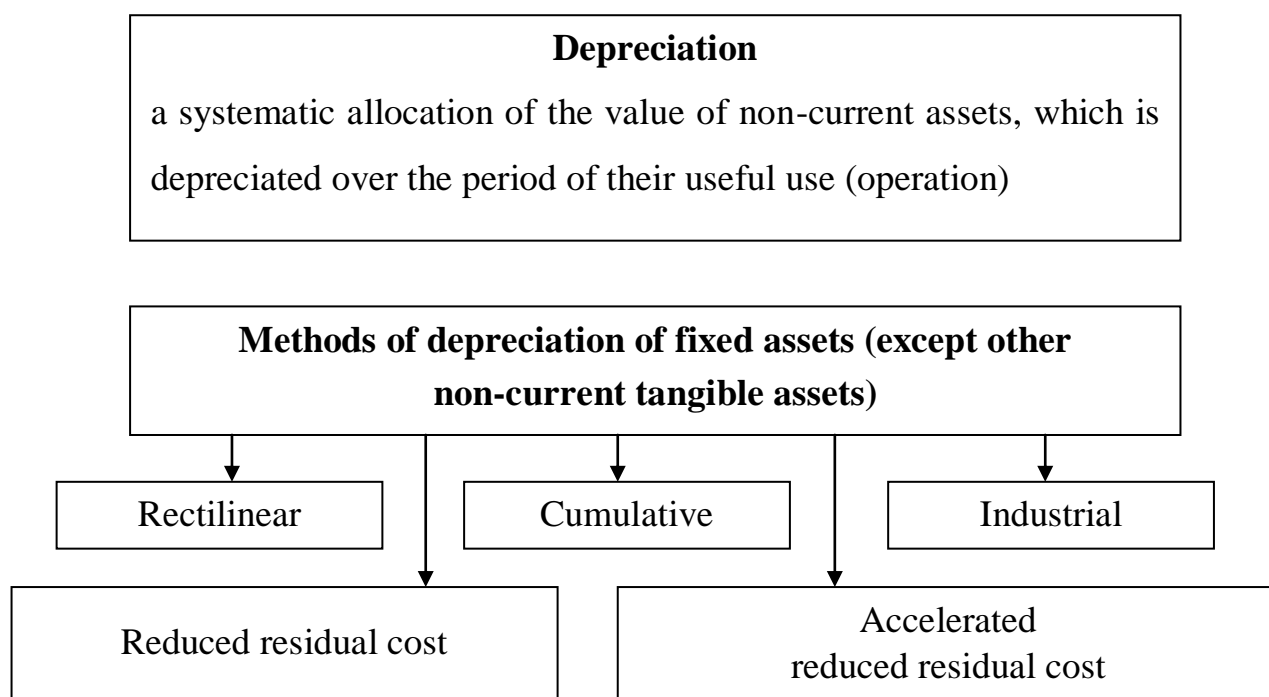 Depreciation
a systematic allocation of the value of non-current assets, which is
depreciated over the period of their useful use (operation)
Methods of depreciation of fixed assets (except other
non-current tangible assets)
Rectilinear
Cumulative
Industrial
Reduced residual cost
Accelerated
reduced residual cost